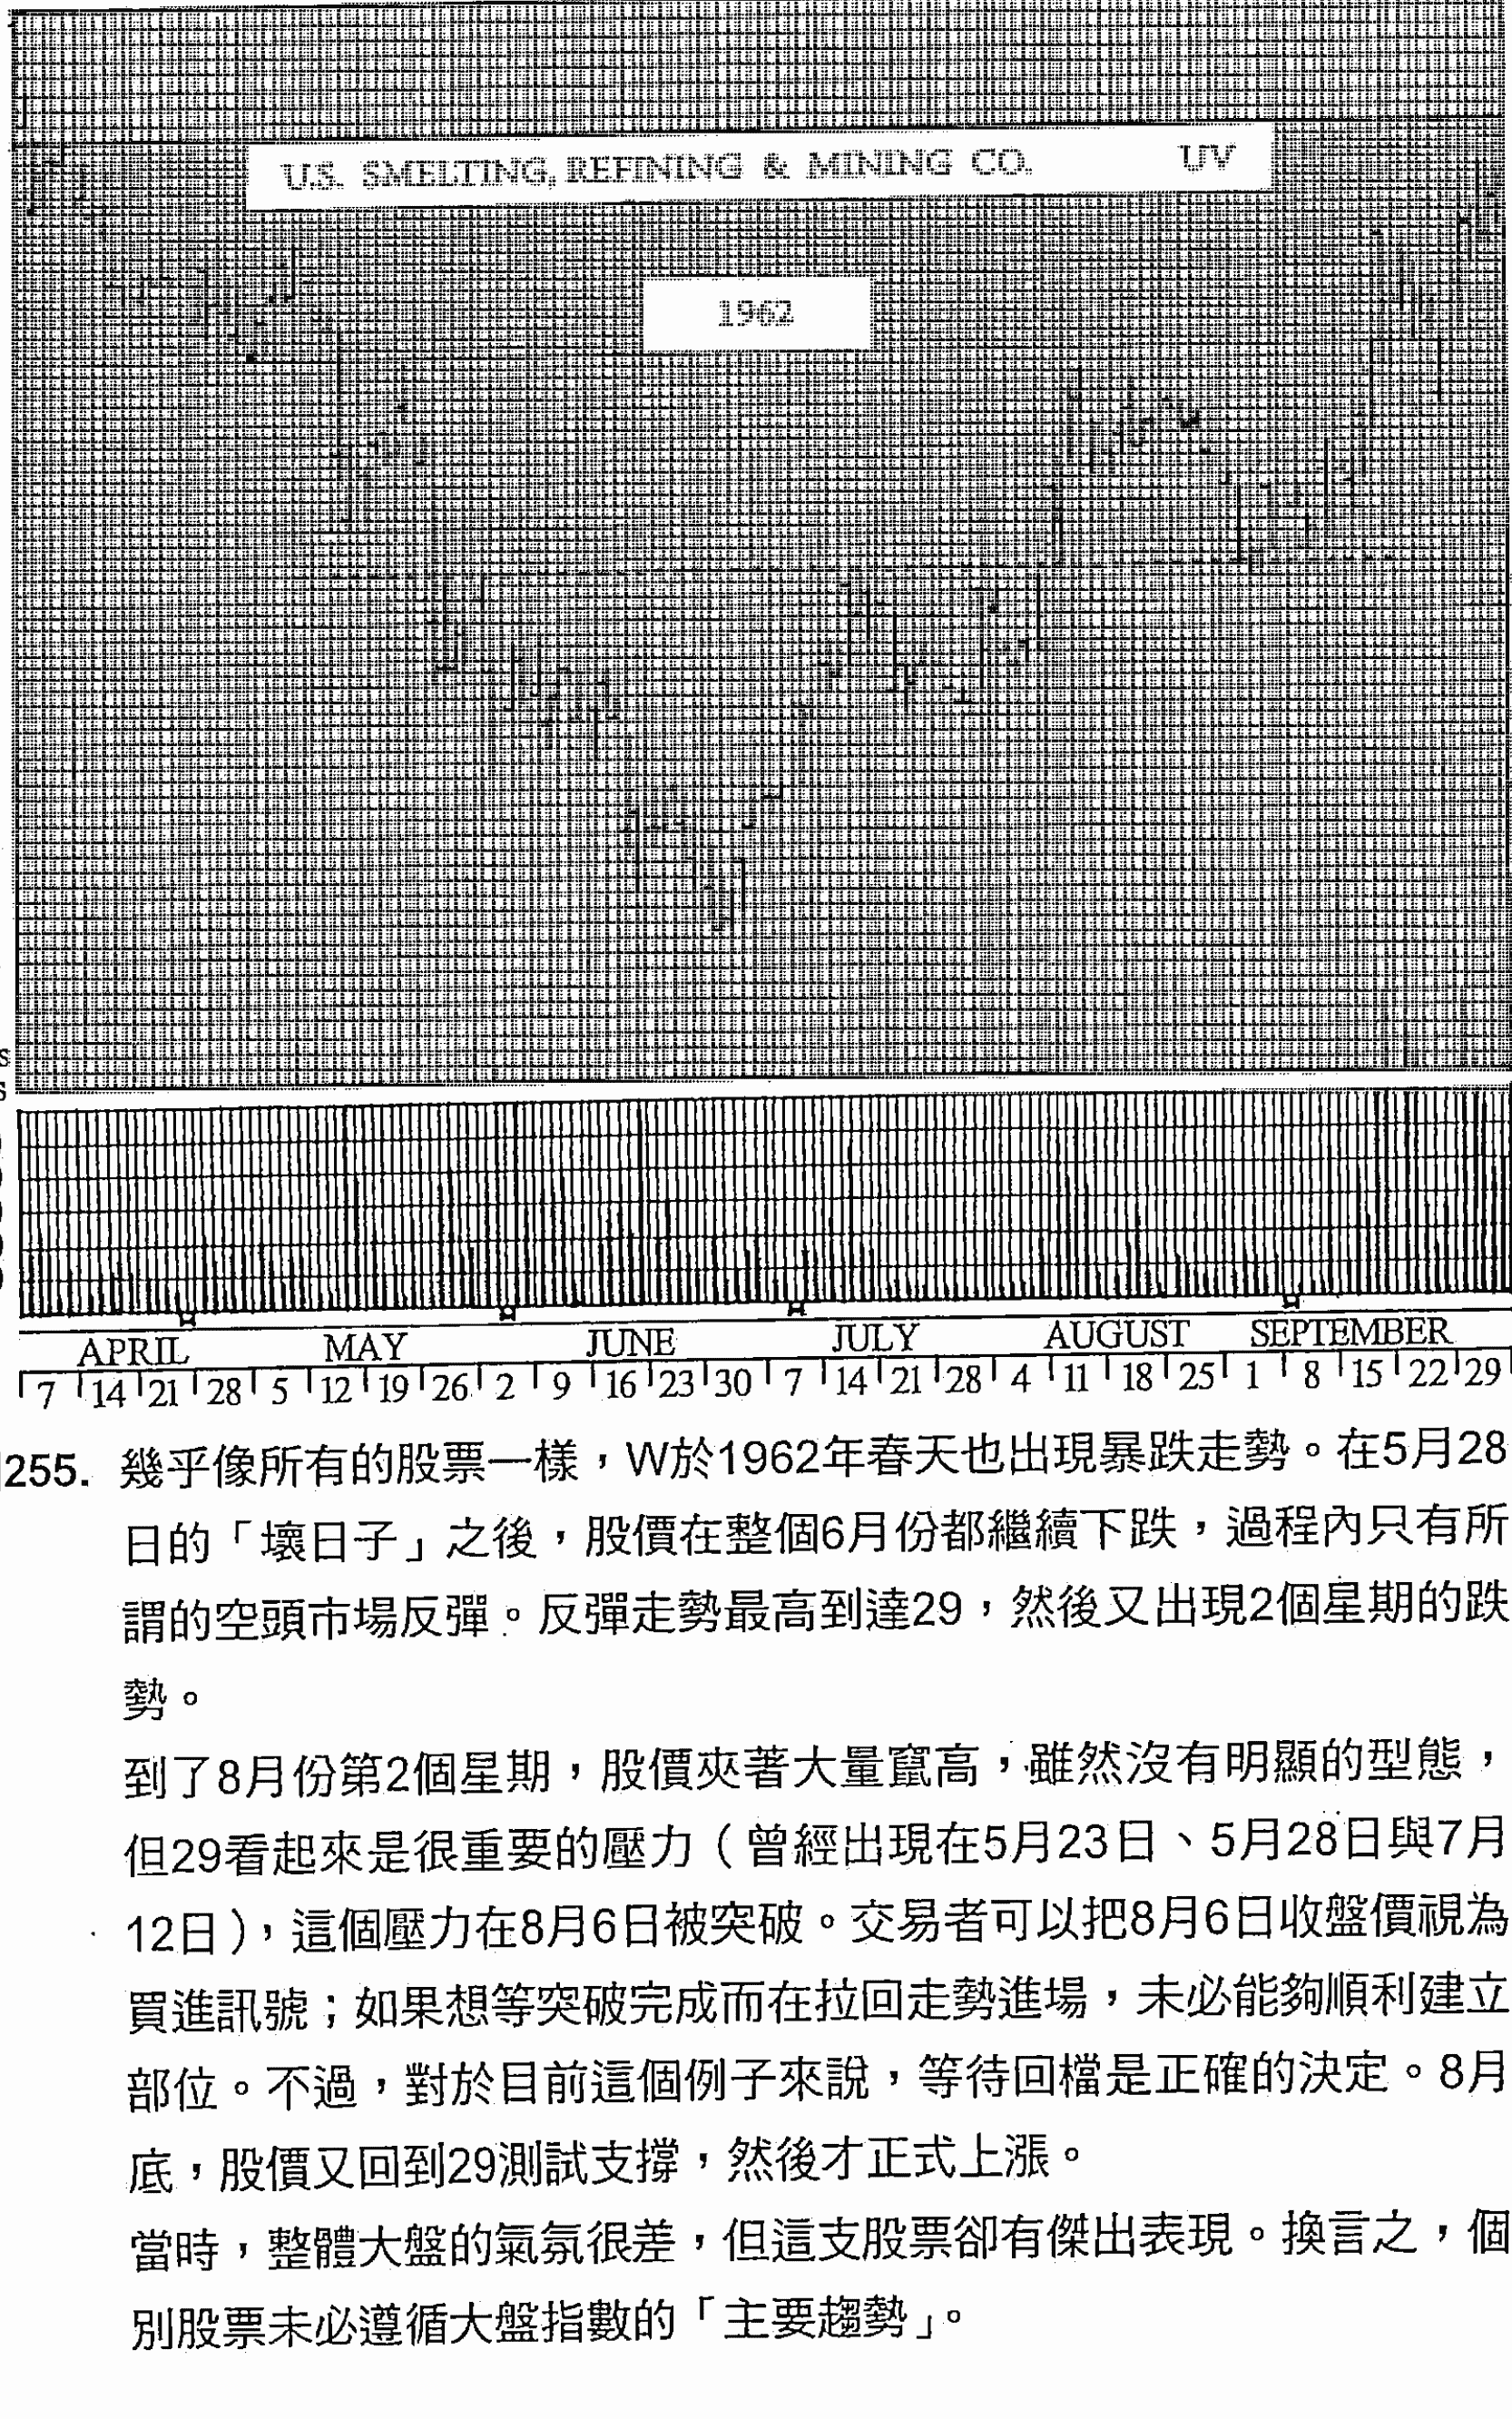 U.S. SMELTING, REFINING & MINING CO. UV
1962
S
S
APRIL MAY JUNE JULY AUGUST SEPTEMBER
7 14 21 28 5 12 19 26 2 9 16 23 30 7 14 21 28 4 11 18 25 1 8 15 22 29
255. 幾乎像所有的股票一樣，W於1962年春天也出現暴跌走勢。在5月28
日的「壞日子」之後，股價在整個6月份都繼續下跌，過程內只有所
謂的空頭市場反彈。反彈走勢最高到達29，然後又出現2個星期的跌
勢。
到了8月份第2個星期，股價夾著大量竄高，雖然沒有明顯的型態，
但29看起來是很重要的壓力（曾經出現在5月23日、5月28日與7月
12日），這個壓力在8月6日被突破。交易者可以把8月6日收盤價視為
買進訊號；如果想等突破完成而在拉回走勢進場，未必能夠順利建立
部位。不過，對於目前這個例子來說，等待回檔是正確的決定。8月
底，股價又回到29測試支撐，然後才正式上漲。
當時，整體大盤的氣氛很差，但這支股票卻有傑出表現。換言之，個
別股票未必遵循大盤指數的「主要趨勢」。